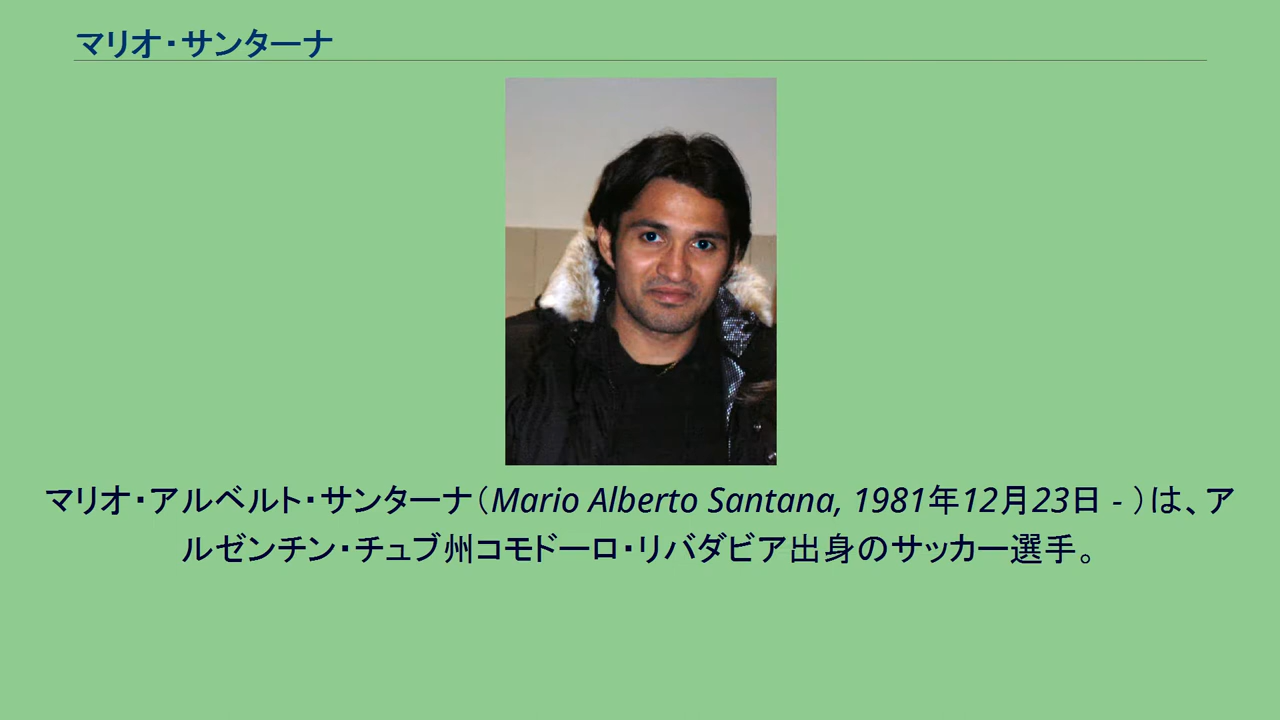 マリオ・サンターナ
マリオ・アルベルト・サンターナ（Mario Alberto Santana, 1981年12月23日 - ）は、ア
ルゼンチン・チュブ州コモドーロ・リバダビア出身のサッカー選手。